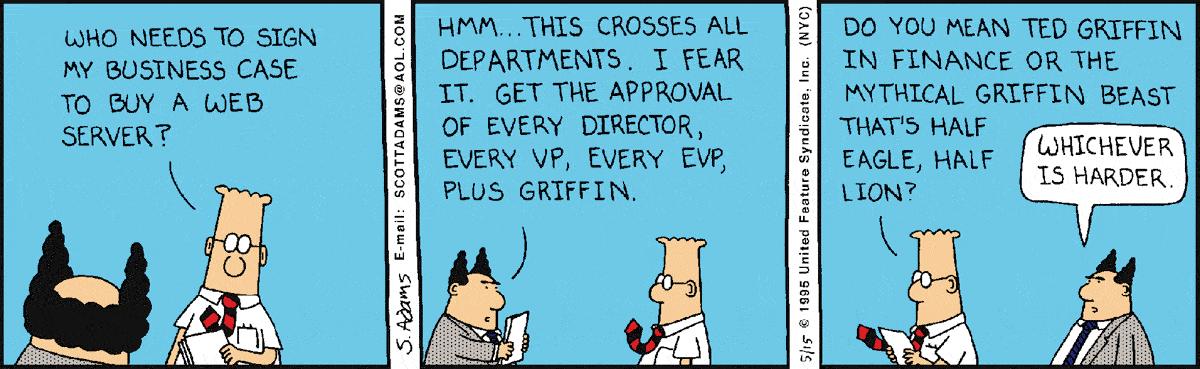 WHO NEEDS TO SIGN
MY BUSINESS CASE
TO BUY A WEB
SERVER?
S. Adams
E-mail: SCOTTADAMS@AOL.COM
HMM...THIS CROSSES ALL
DEPARTMENTS. I FEAR
IT. GET THE APPROVAL
OF EVERY DIRECTOR,
EVERY VP, EVERY EVP,
PLUS GRIFFIN.
5/15 © 1995 United Feature Syndicate, Inc. (NYC)
DO YOU MEAN TED GRIFFIN
IN FINANCE OR THE
MYTHICAL GRIFFIN BEAST
THAT'S HALF
EAGLE, HALF
LION?
WHICHEVER
IS HARDER.